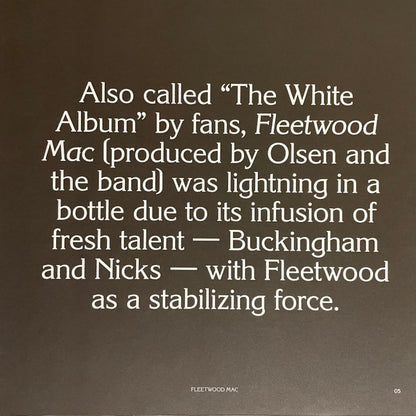 Also called “The White
Album” by fans, Fleetwood
Mac (produced by Olsen and
the band) was lightning in a
bottle due to its infusion of
fresh talent — Buckingham
and Nicks — with Fleetwood
as a stabilizing force.
FLEETWOOD MAC
05